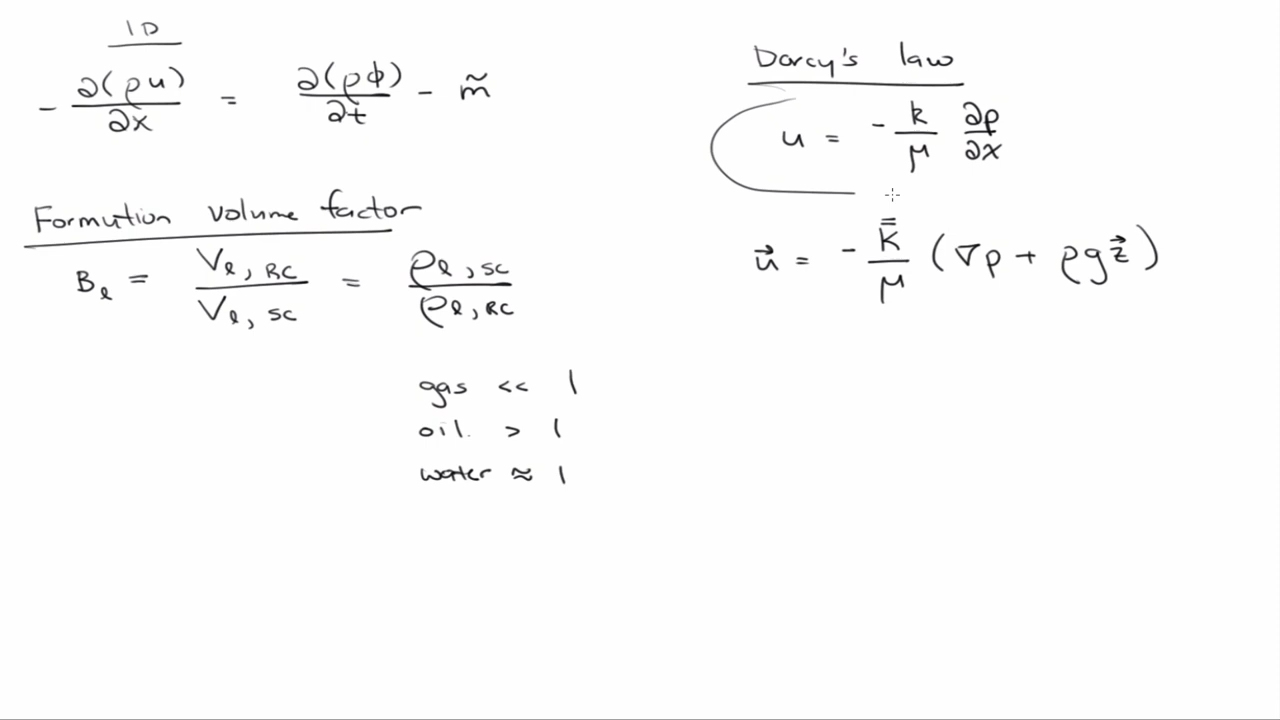 1D
- ∂(ρu)/∂x = ∂(ρϕ)/∂t - m̃
Formution volume factor
B_ℓ = V_ℓ,RC / V_ℓ,SC = ρ_ℓ,SC / ρ_ℓ,RC
gas << 1
oil. > 1
water ≈ 1
Darcy's law
u = - k/μ ∂p/∂x
u⃗ = - k̿/μ (∇p + ρgz⃗)